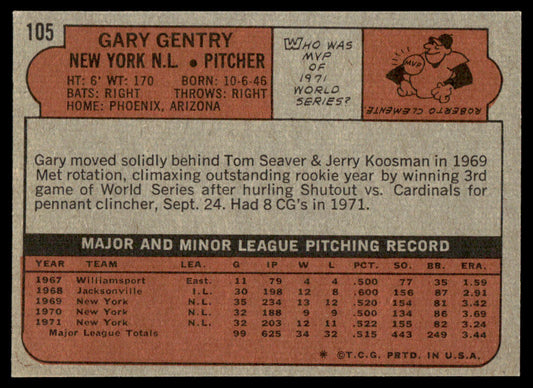 105
GARY GENTRY
NEW YORK N.L. • PITCHER
HT: 6' WT: 170 BORN: 10-6-46
BATS: RIGHT THROWS: RIGHT
HOME: PHOENIX, ARIZONA
WHO WAS
MVP
OF
1971
WORLD
SERIES?
MVP
ROBERTO CLEMENTE
Gary moved solidly behind Tom Seaver & Jerry Koosman in 1969
Met rotation, climaxing outstanding rookie year by winning 3rd
game of World Series after hurling Shutout vs. Cardinals for
pennant clincher, Sept. 24. Had 8 CG's in 1971.
MAJOR AND MINOR LEAGUE PITCHING RECORD
YEAR TEAM LEA. G IP W L PCT. SO. BB. ERA.
1967 Williamsport East. 11 79 4 4 .500 77 35 1.59
1968 Jacksonville I.L. 30 198 12 8 .600 156 87 2.91
1969 New York N.L. 35 234 13 12 .520 154 81 3.42
1970 New York N.L. 32 188 9 9 .500 134 86 3.69
1971 New York N.L. 32 203 12 11 .522 155 82 3.24
Major League Totals 99 625 34 32 .515 443 249 3.44
* ©T.C.G. PRTD. IN U.S.A.